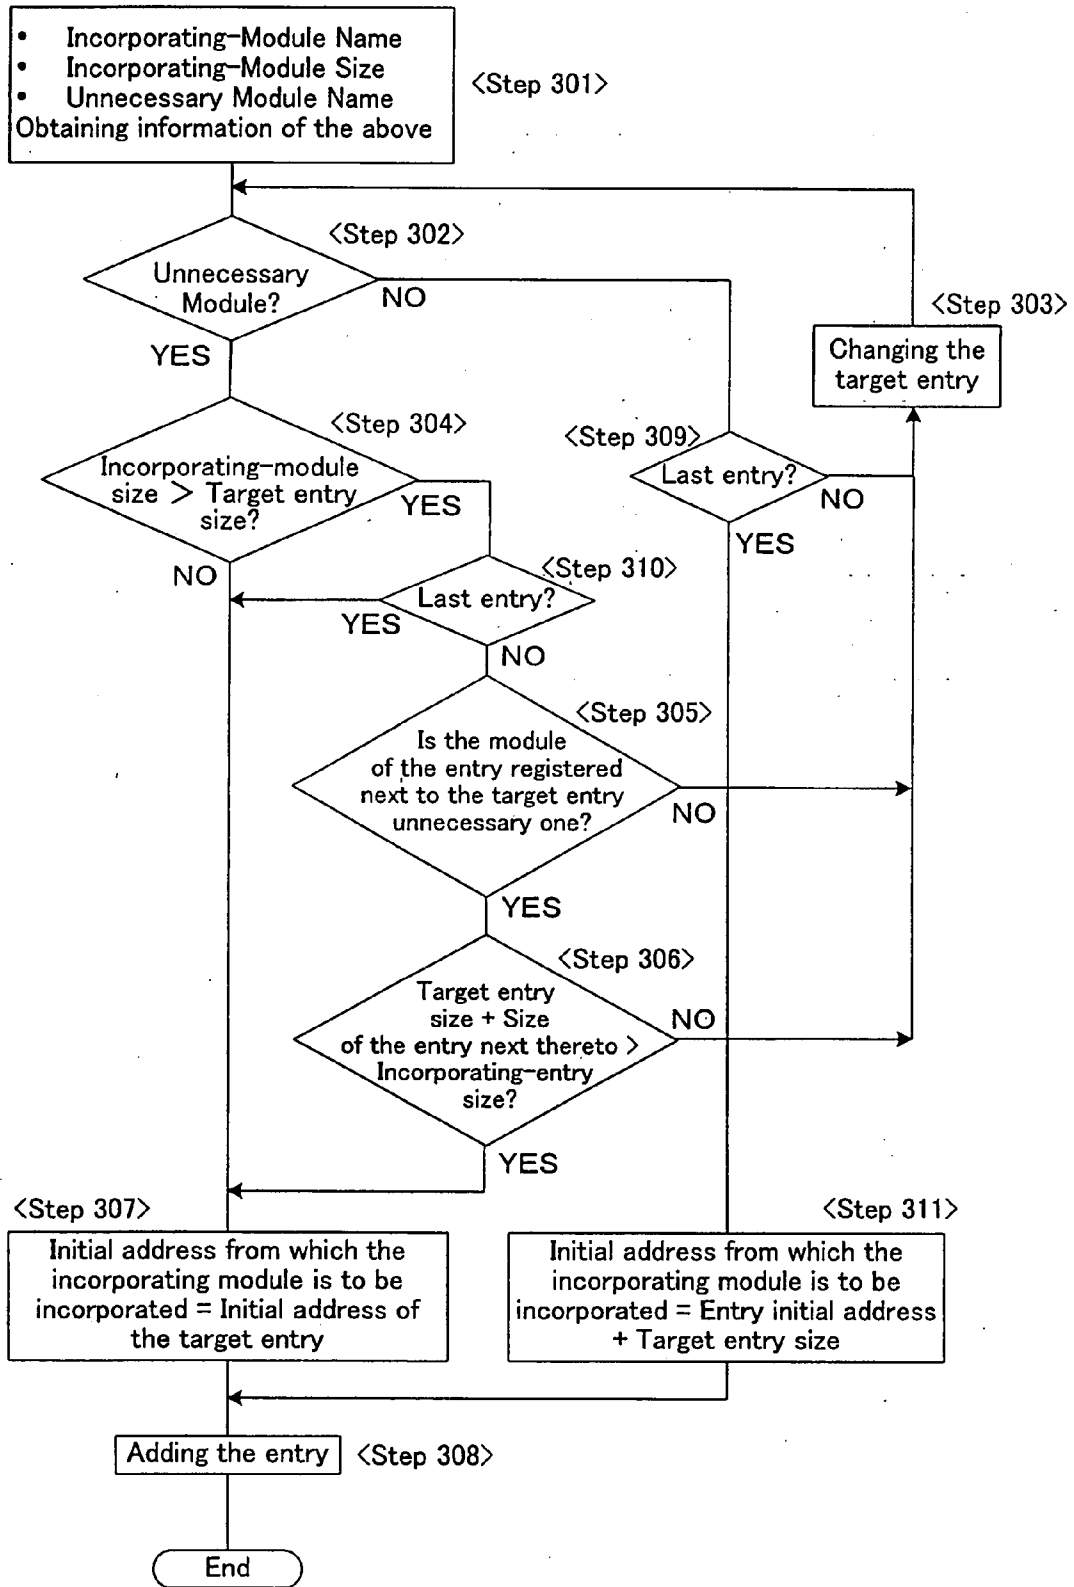 • Incorporating-Module Name
• Incorporating-Module Size
• Unnecessary Module Name
Obtaining information of the above
<Step 301>
<Step 302>
Unnecessary
Module?
NO
YES
<Step 303>
Changing the
target entry
<Step 304>
Incorporating-module
size > Target entry
size?
YES
NO
<Step 309>
Last entry?
NO
YES
<Step 310>
Last entry?
YES
NO
<Step 305>
Is the module
of the entry registered
next to the target entry
unnecessary one?
NO
YES
<Step 306>
Target entry
size + Size
of the entry next thereto >
Incorporating-entry
size?
NO
YES
<Step 307>
Initial address from which the
incorporating module is to be
incorporated = Initial address of
the target entry
<Step 311>
Initial address from which the
incorporating module is to be
incorporated = Entry initial address
+ Target entry size
Adding the entry
<Step 308>
End